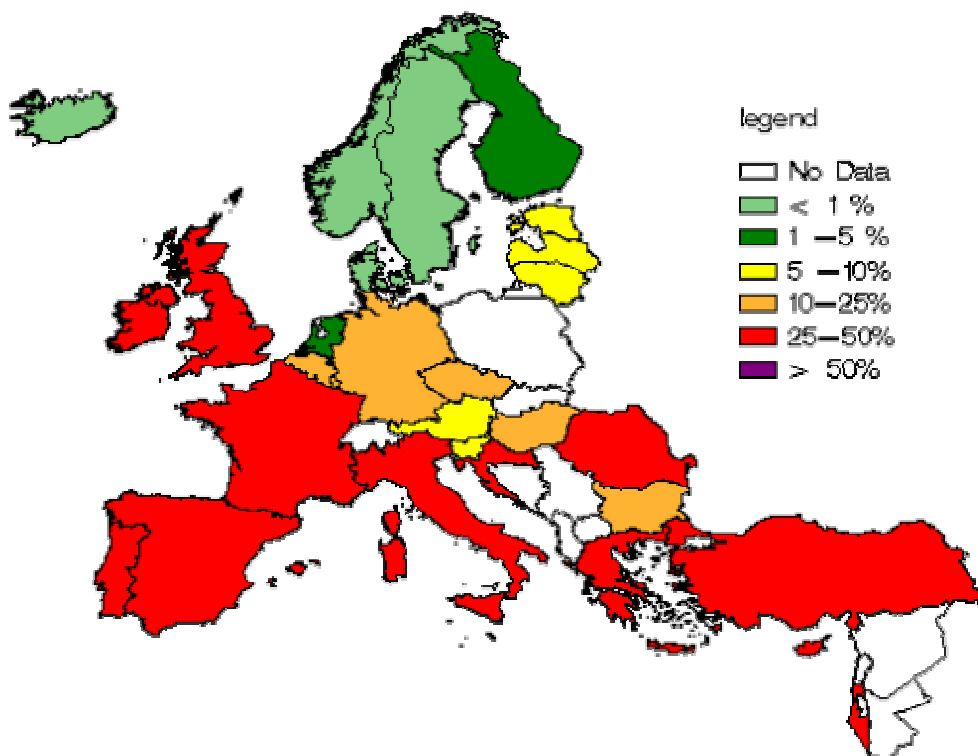 legend
No Data
< 1 %
1 –5 %
5 –10%
10–25%
25–50%
> 50%